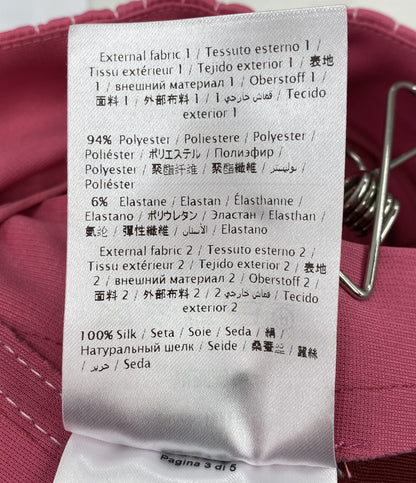 External fabric 1 / Tessuto esterno 1 /
Tissu extérieur 1 / Tejido exterior 1 / 表地
1 / внешний материал 1 / Oberstoff 1 /
面料 1 / 外部布料 1 / قماش خارجي 1 / Tecido
exterior 1
94% Polyester / Poliestere / Polyester /
Poliéster / ポリエステル / Полиэфир /
Polyester / 聚酯纤维 / 聚酯纖維 / بوليستر /
Poliéster
6% Elastane / Elastan / Élasthanne /
Elastano / ポリウレタン / Эластан / Elasthan /
氨纶 / 彈性纖維 / الأستان / Elastano
External fabric 2 / Tessuto esterno 2 /
Tissu extérieur 2 / Tejido exterior 2 / 表地
2 / внешний материал 2 / Oberstoff 2 /
面料 2 / 外部布料 2 / قماش خارجي 2 / Tecido
exterior 2
100% Silk / Seta / Soie / Seda / 絹 /
Натуральный шелк / Seide / 桑蚕丝 / 蠶絲
/ حرير / Seda
Pagina 3 di 5